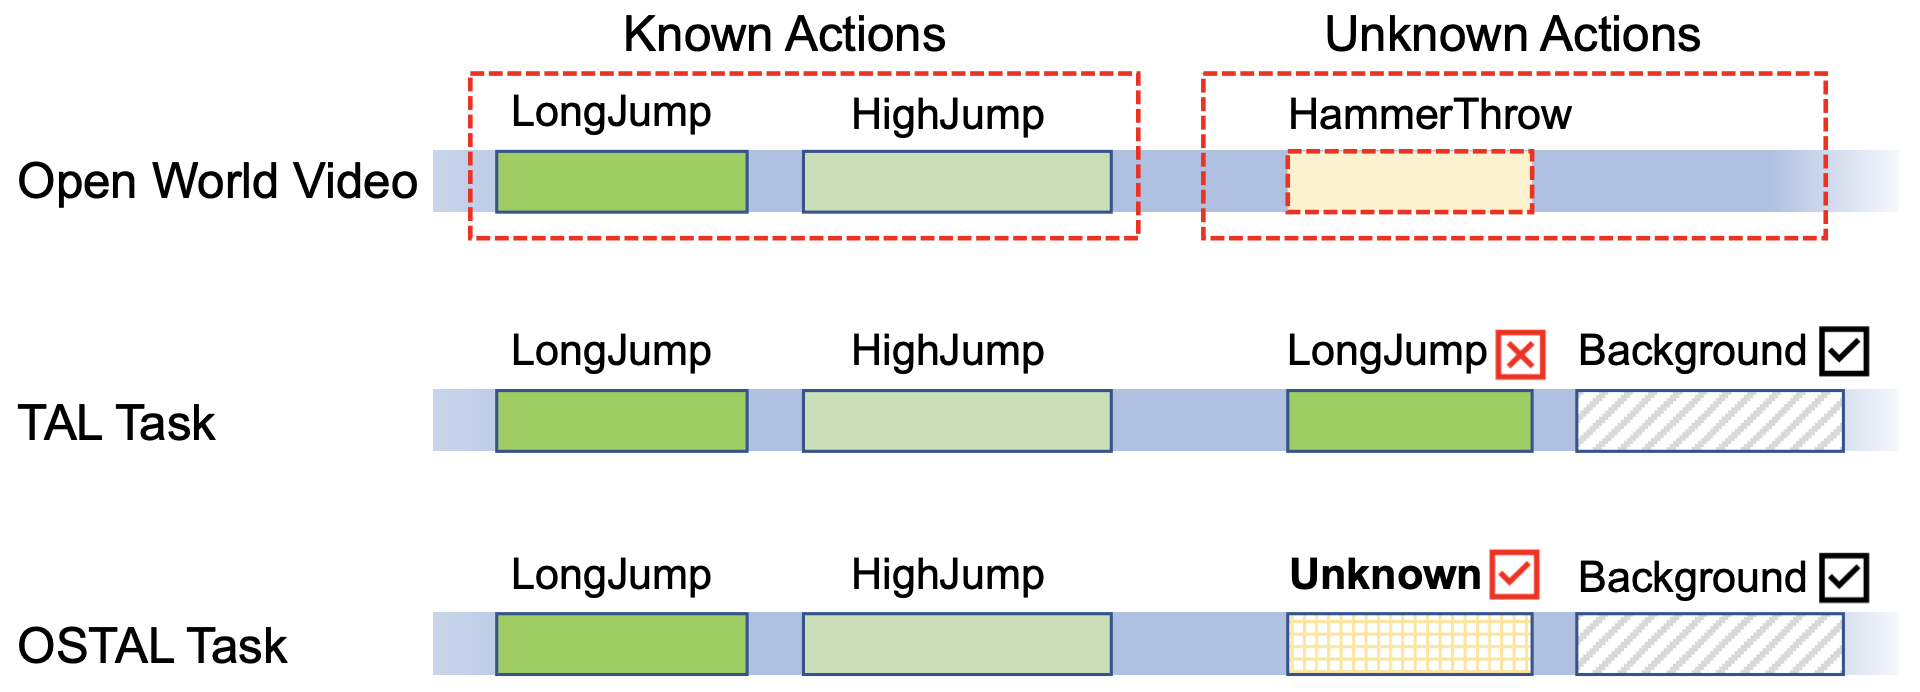 Known Actions
Unknown Actions
LongJump
HighJump
HammerThrow
Open World Video
LongJump
HighJump
LongJump
Background
TAL Task
LongJump
HighJump
Unknown
Background
OSTAL Task